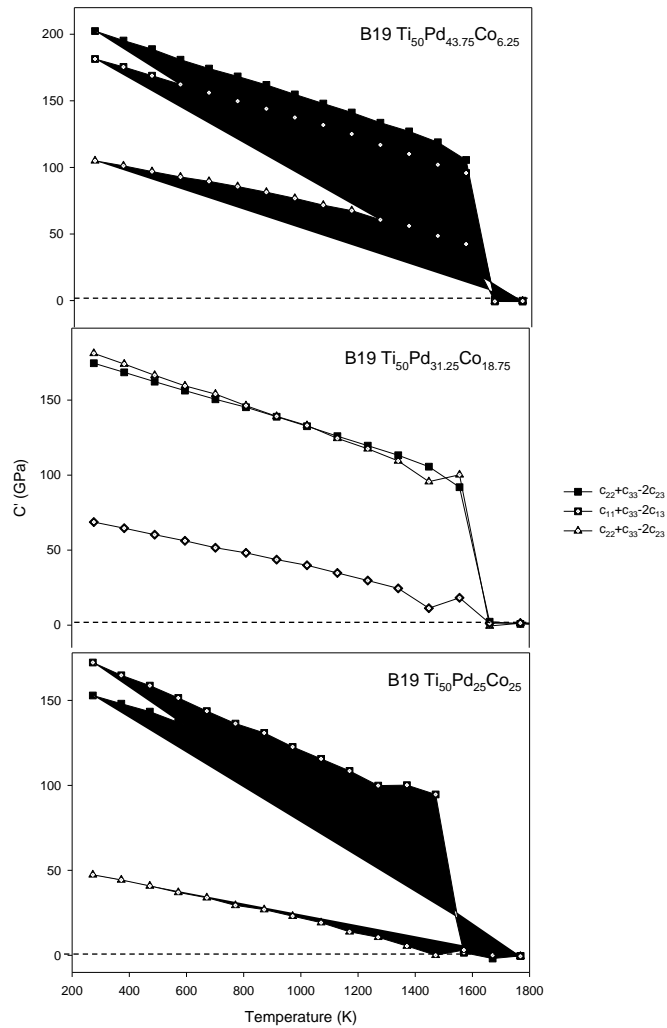 B19 Ti₅₀Pd₄₃.₇₅Co₆.₂₅
200
150
100
50
0
B19 Ti₅₀Pd₃₁.₂₅Co₁₈.₇₅
150
100
50
0
C' (GPa)
c₂₂+c₃₃-2c₂₃
c₁₁+c₃₃-2c₁₃
c₂₂+c₃₃-2c₂₃
B19 Ti₅₀Pd₂₅Co₂₅
150
100
50
0
200 400 600 800 1000 1200 1400 1600 1800
Temperature (K)